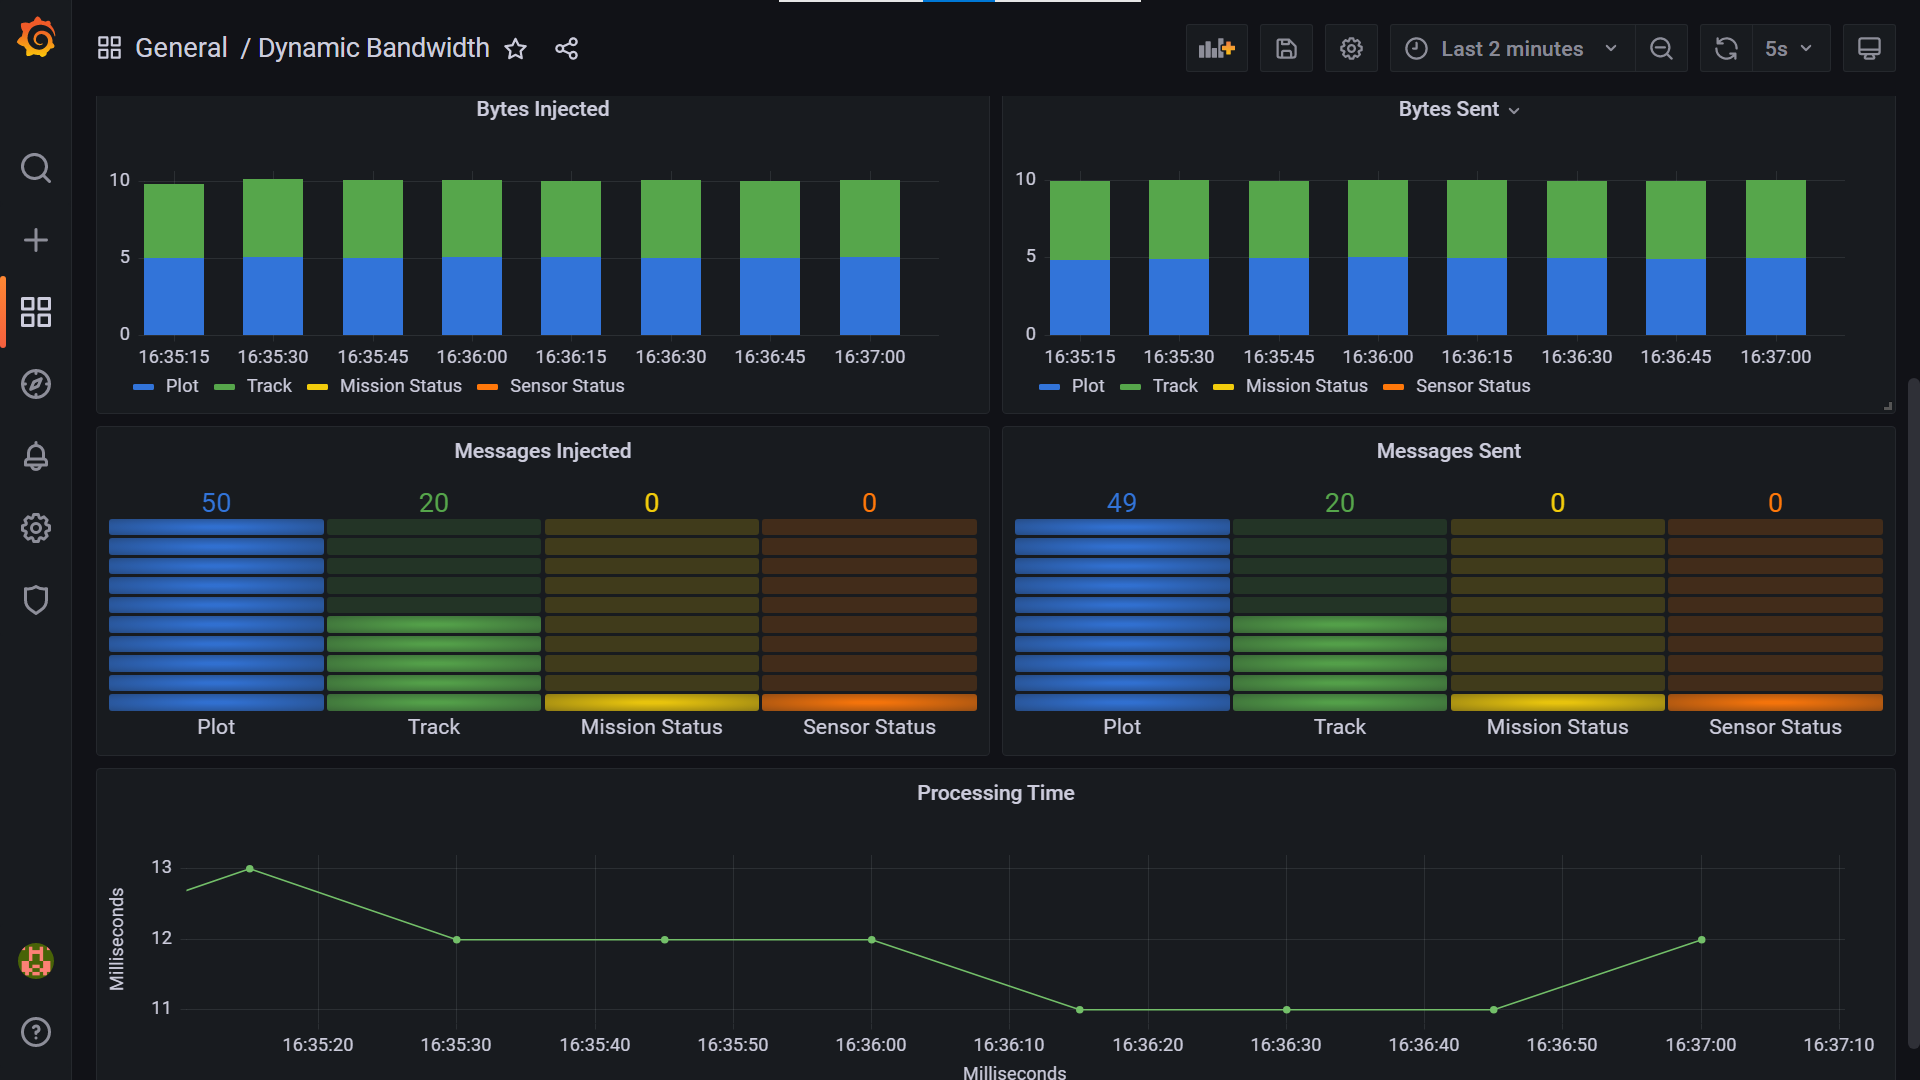 General / Dynamic Bandwidth
Last 2 minutes
5s
Bytes Injected
10
5
0
16:35:15 16:35:30 16:35:45 16:36:00 16:36:15 16:36:30 16:36:45 16:37:00
Plot Track Mission Status Sensor Status
Bytes Sent
10
5
0
16:35:15 16:35:30 16:35:45 16:36:00 16:36:15 16:36:30 16:36:45 16:37:00
Plot Track Mission Status Sensor Status
Messages Injected
50 20 0 0
Plot Track Mission Status Sensor Status
Messages Sent
49 20 0 0
Plot Track Mission Status Sensor Status
Processing Time
Milliseconds
13
12
11
16:35:20 16:35:30 16:35:40 16:35:50 16:36:00 16:36:10 16:36:20 16:36:30 16:36:40 16:36:50 16:37:00 16:37:10
Milliseconds